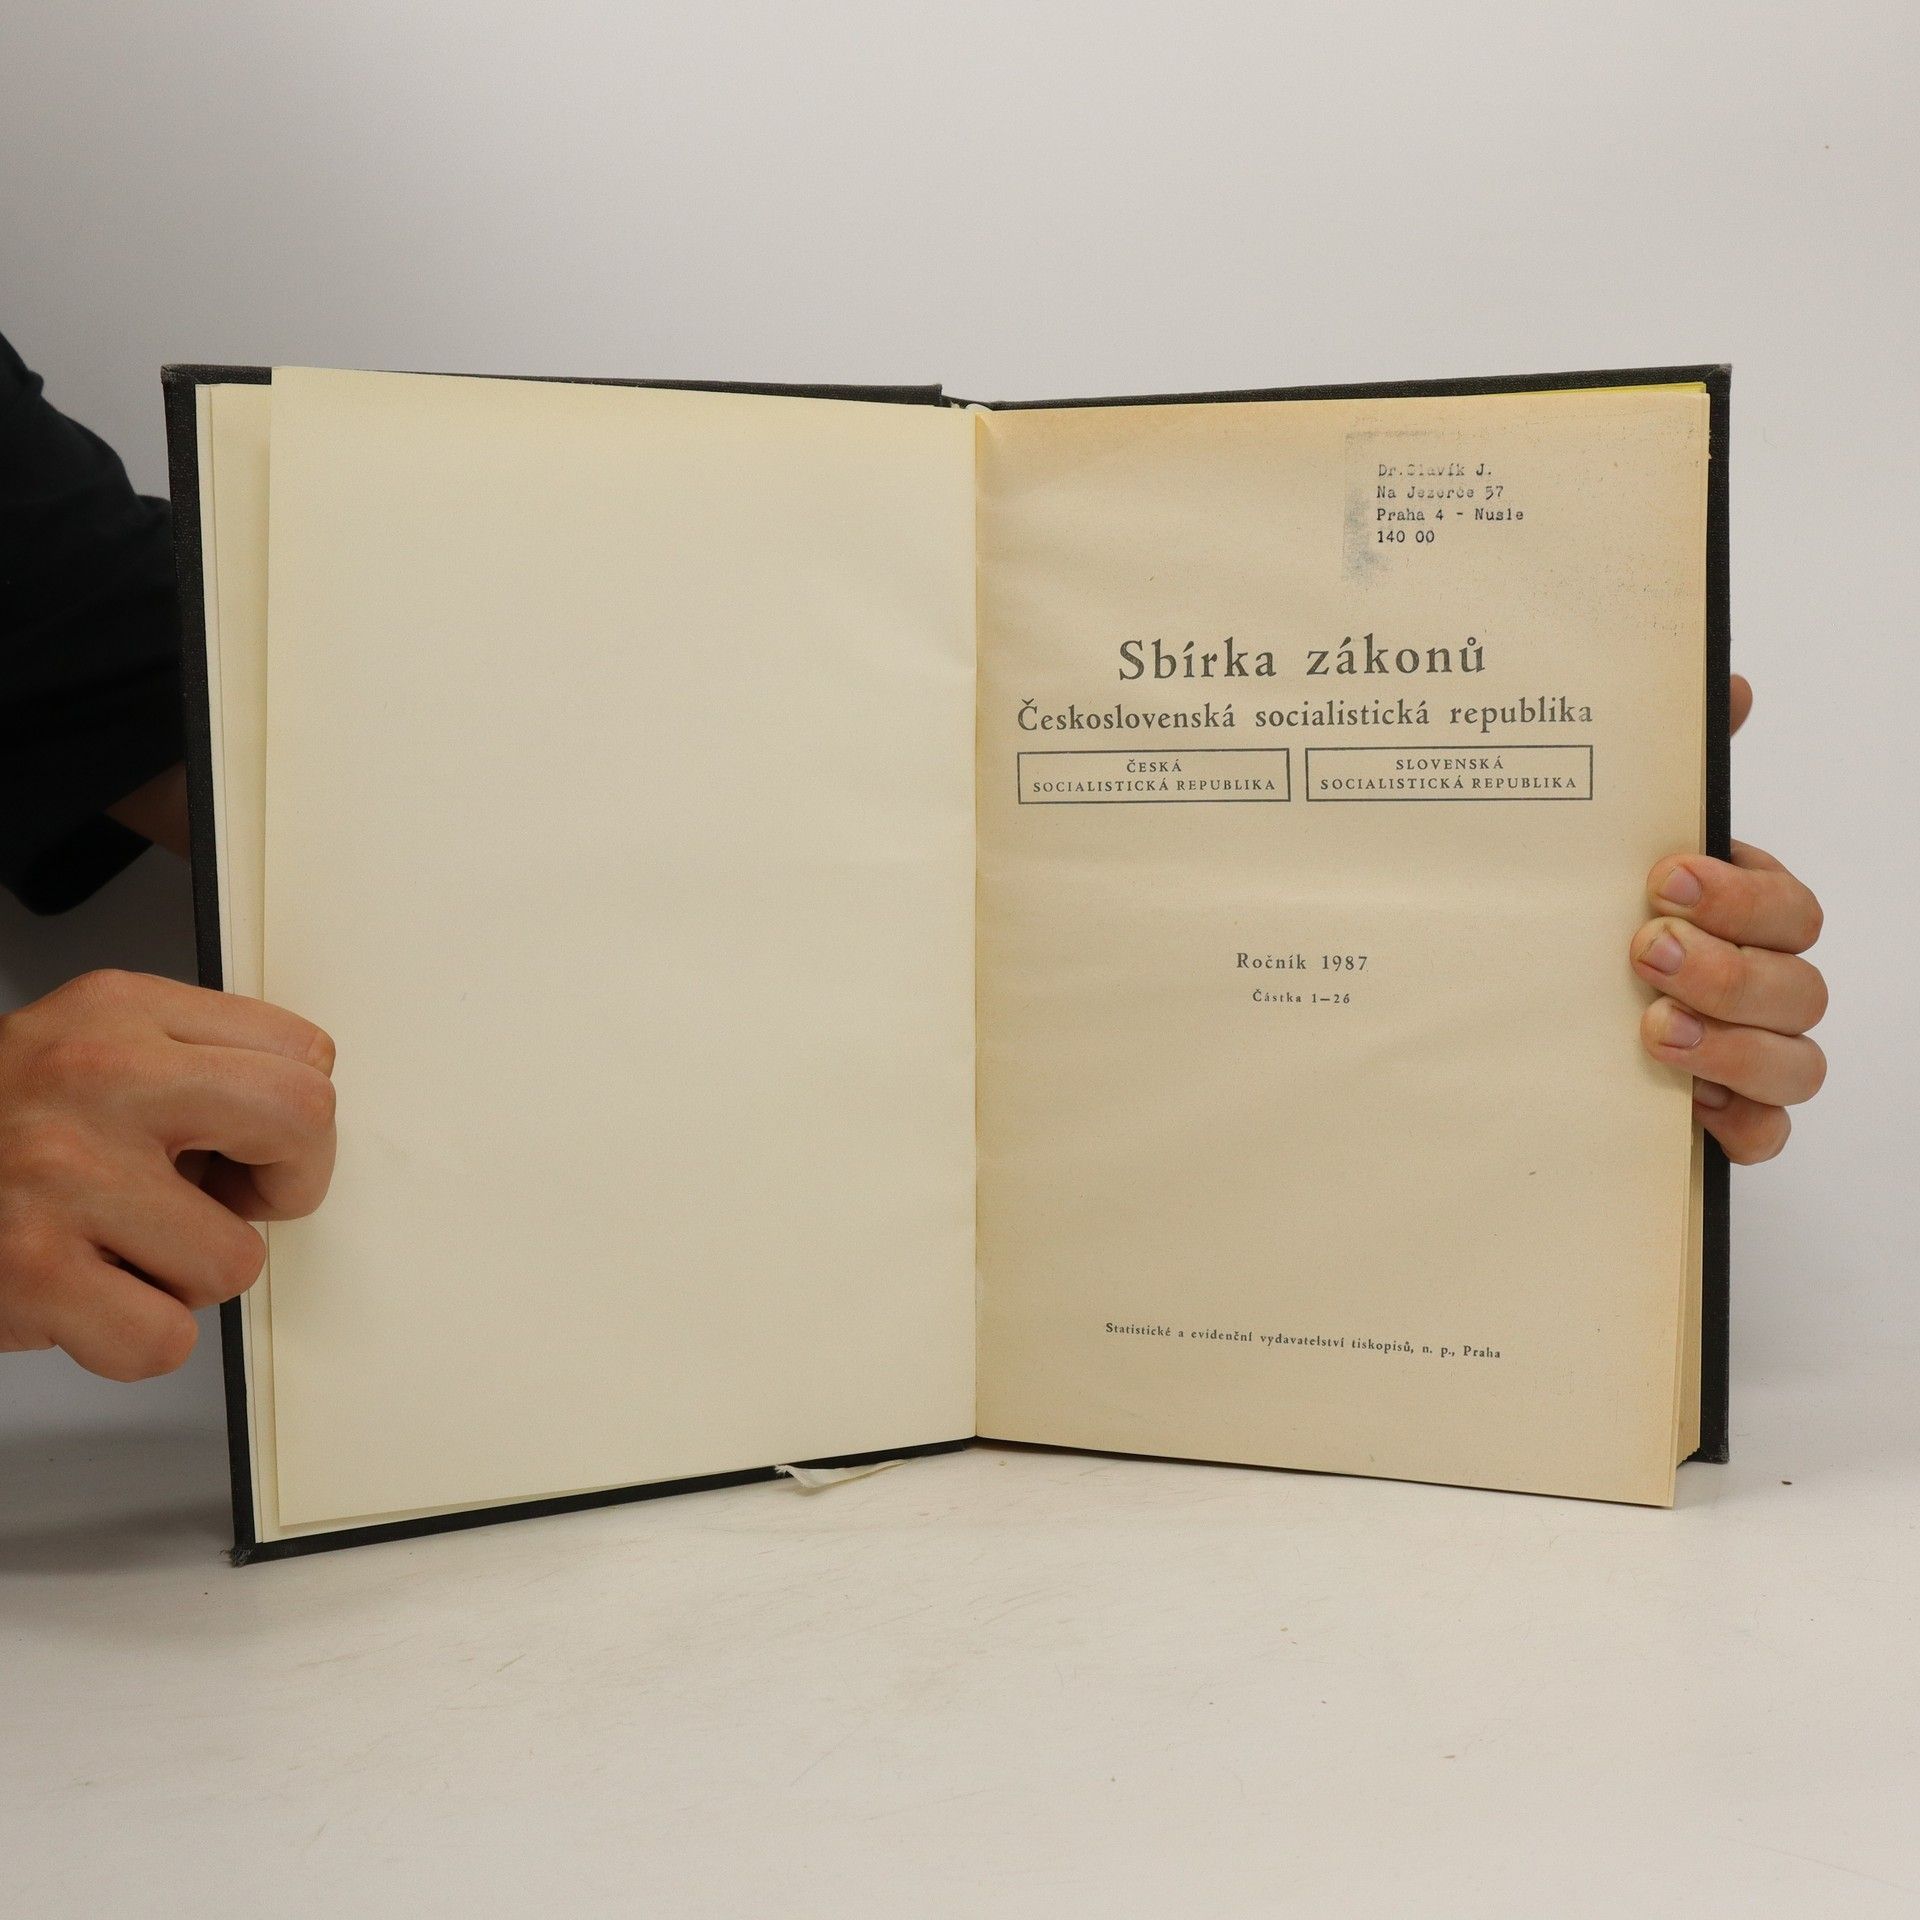 Dr. Slavík J.
Na Jezerce 57
Praha 4 - Nusle
140 00
Sbírka zákonů
Československá socialistická republika
ČESKÁ
SOCIALISTICKÁ REPUBLIKA
SLOVENSKÁ
SOCIALISTICKÁ REPUBLIKA
Ročník 1987
Částka 1—26
Statistické a evidenční vydavatelství tiskopisů, n. p., Praha